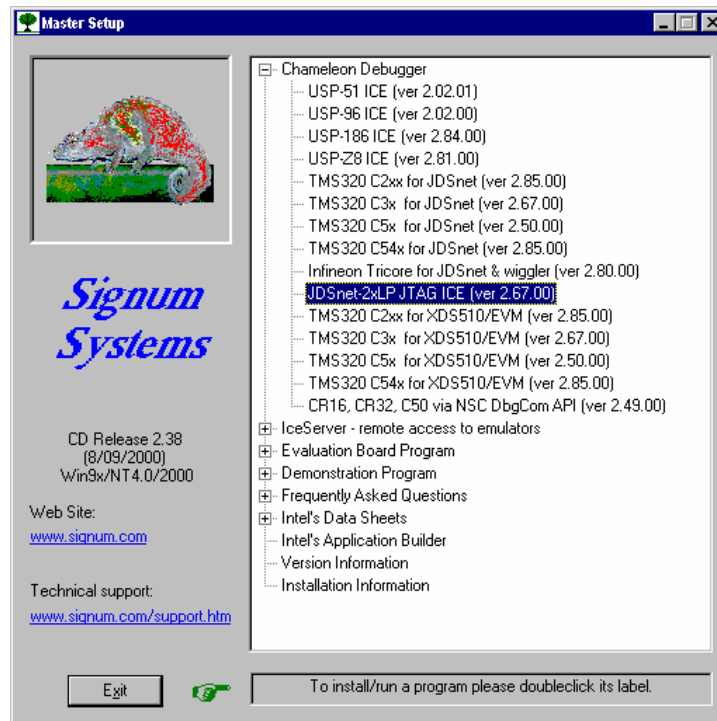 Master Setup
Signum
Systems
CD Release 2.38
(8/09/2000)
Win9x/NT4.0/2000
Web Site:
www.signum.com
Technical support:
www.signum.com/support.htm
Chameleon Debugger
USP-51 ICE (ver 2.02.01)
USP-96 ICE (ver 2.02.00)
USP-186 ICE (ver 2.84.00)
USP-Z8 ICE (ver 2.81.00)
TMS320 C2xx for JDSnet (ver 2.85.00)
TMS320 C3x for JDSnet (ver 2.67.00)
TMS320 C5x for JDSnet (ver 2.50.00)
TMS320 C54x for JDSnet (ver 2.85.00)
Infineon Tricore for JDSnet & wiggler (ver 2.80.00)
JDSnet-2xLP JTAG ICE (ver 2.67.00)
TMS320 C2xx for XDS510/EVM (ver 2.85.00)
TMS320 C3x for XDS510/EVM (ver 2.67.00)
TMS320 C5x for XDS510/EVM (ver 2.50.00)
TMS320 C54x for XDS510/EVM (ver 2.85.00)
CR16, CR32, C50 via NSC DbgCom API (ver 2.49.00)
IceServer - remote access to emulators
Evaluation Board Program
Demonstration Program
Frequently Asked Questions
Intel's Data Sheets
Intel's Application Builder
Version Information
Installation Information
Exit
To install/run a program please doubleclick its label.